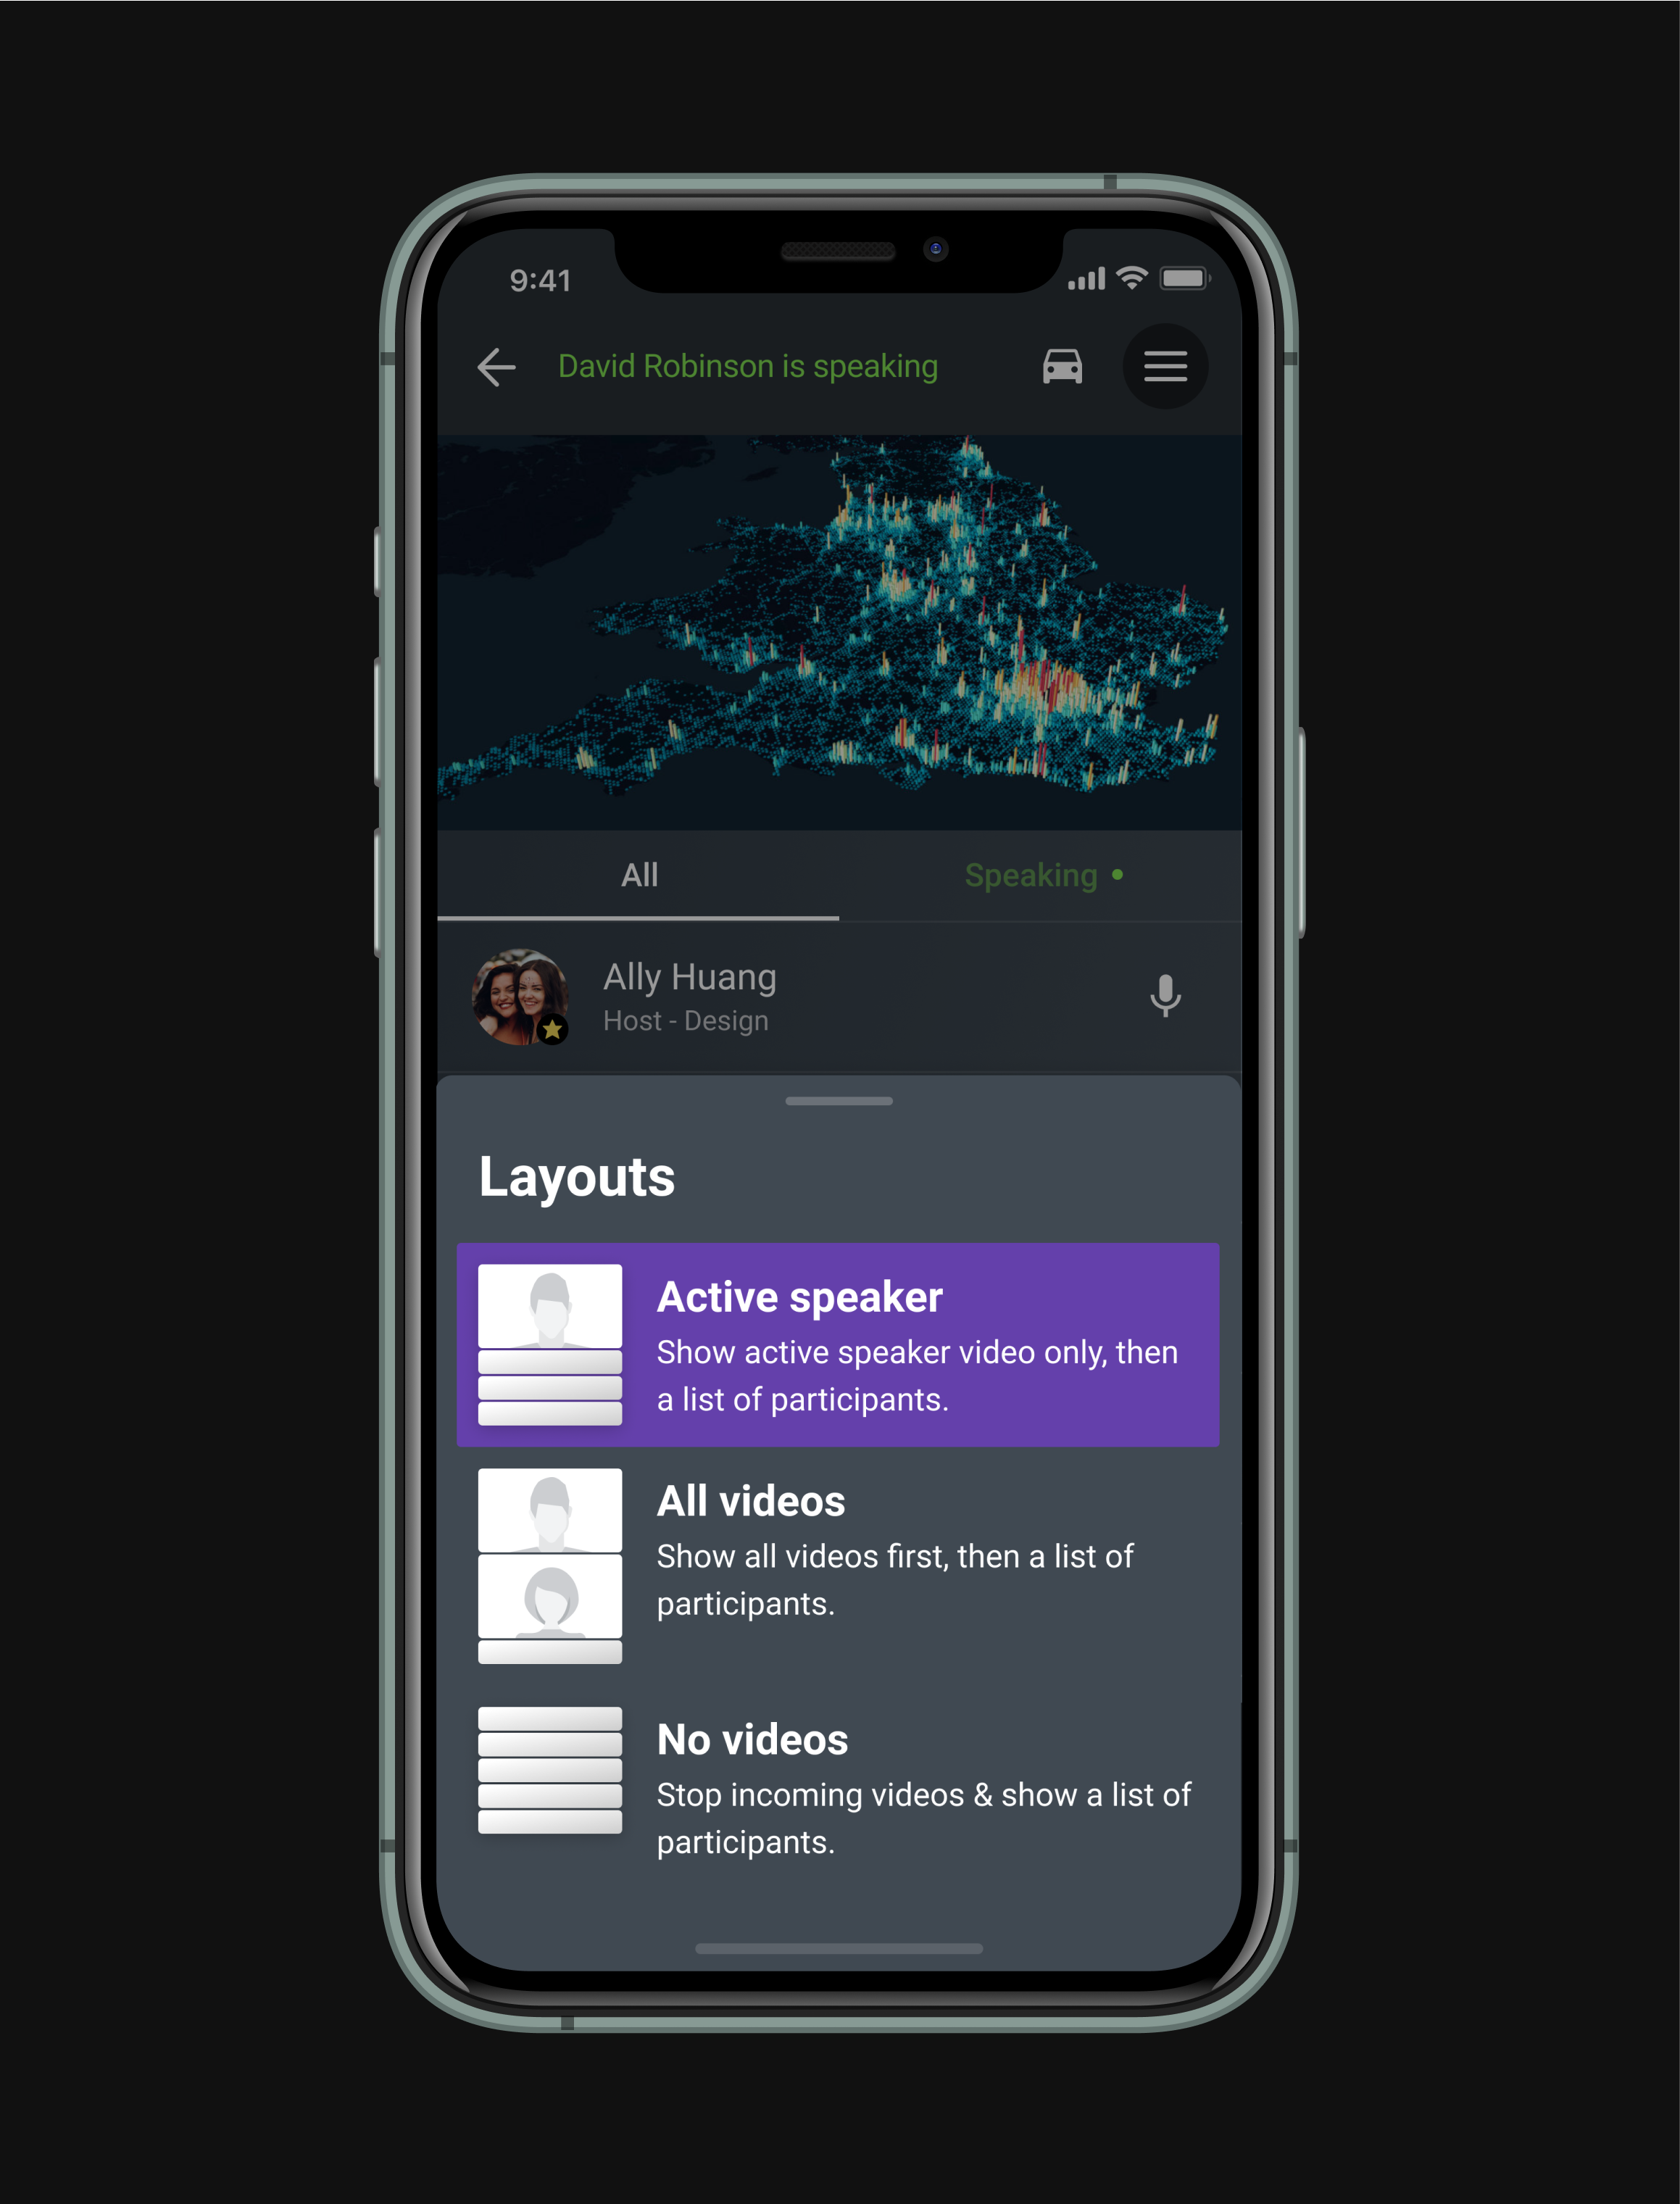 9:41
David Robinson is speaking
All
Speaking
Ally Huang
Host - Design
Layouts
Active speaker
Show active speaker video only, then
a list of participants.
All videos
Show all videos first, then a list of
participants.
No videos
Stop incoming videos & show a list of
participants.